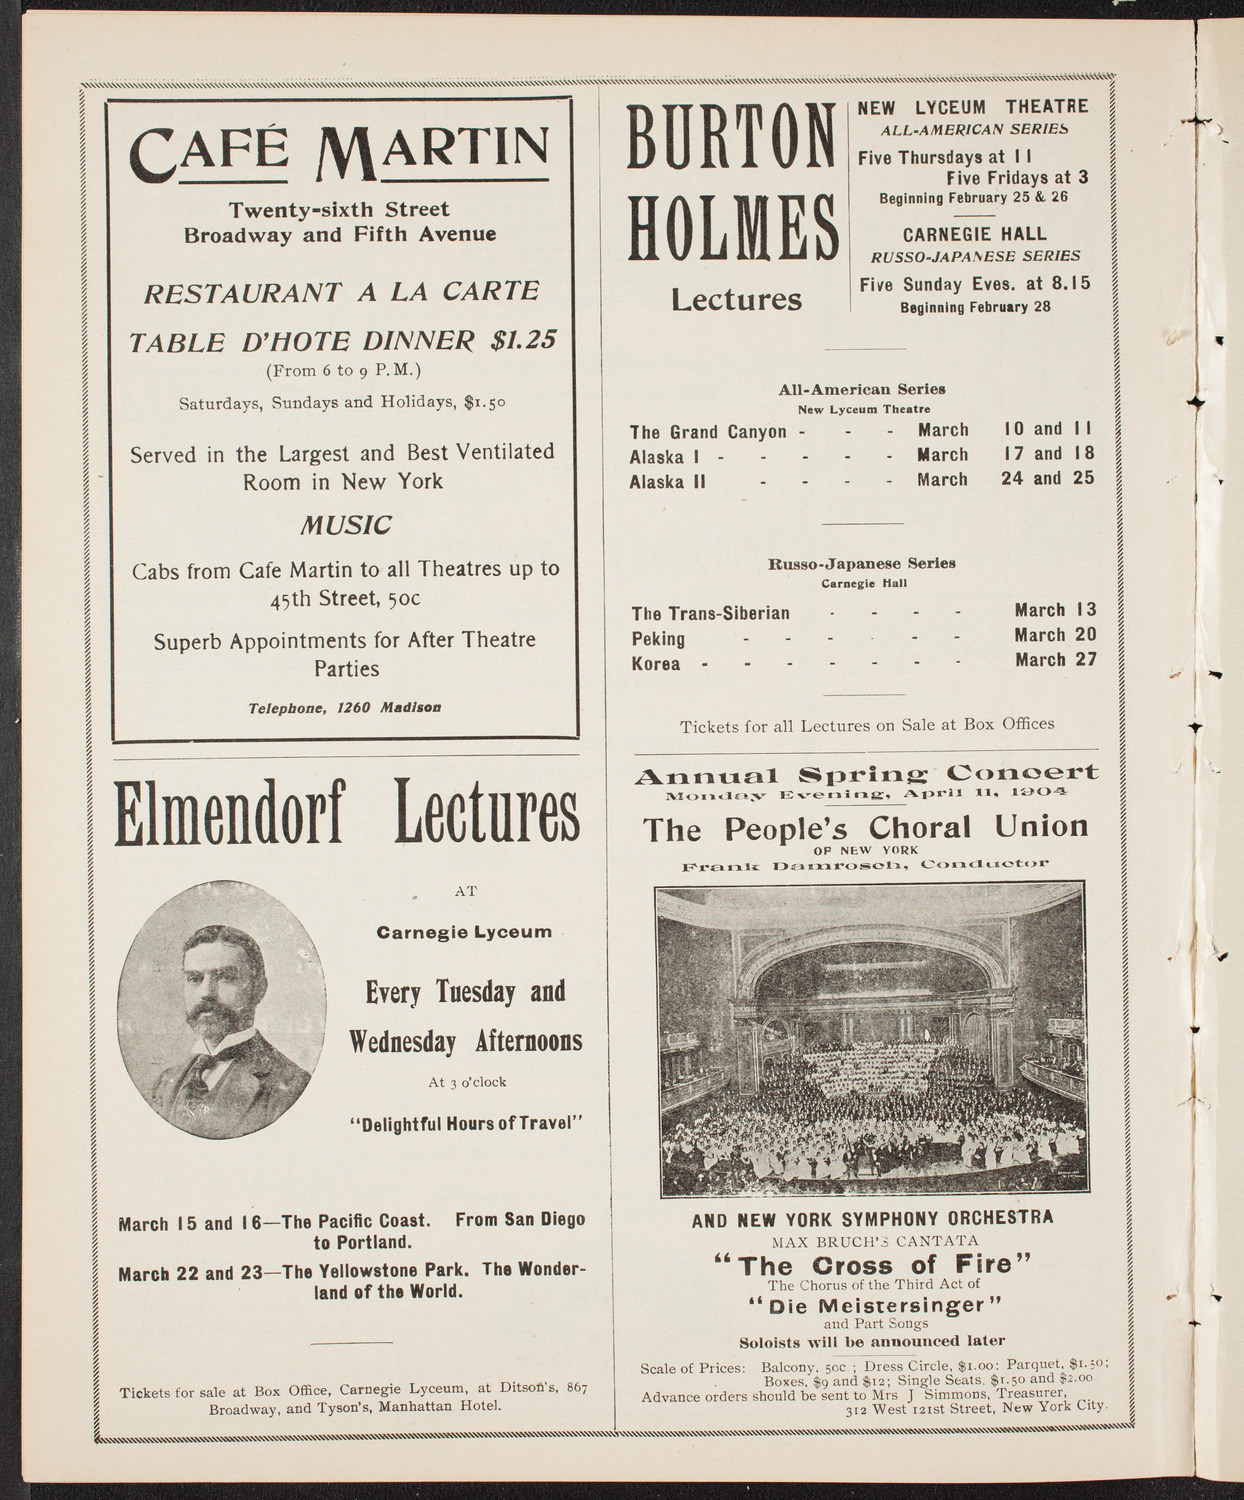 CAFÉ MARTIN
Twenty-sixth Street
Broadway and Fifth Avenue
RESTAURANT A LA CARTE
TABLE D'HOTE DINNER $1.25
(From 6 to 9 P.M.)
Saturdays, Sundays and Holidays, $1.50
Served in the Largest and Best Ventilated
Room in New York
MUSIC
Cabs from Cafe Martin to all Theatres up to
45th Street, 50c
Superb Appointments for After Theatre
Parties
Telephone, 1260 Madison
Elmendorf Lectures
AT
Carnegie Lyceum
Every Tuesday and
Wednesday Afternoons
At 3 o'clock
"Delightful Hours of Travel"
March 15 and 16—The Pacific Coast. From San Diego
to Portland.
March 22 and 23—The Yellowstone Park. The Wonder-
land of the World.
Tickets for sale at Box Office, Carnegie Lyceum, at Ditson's, 867
Broadway, and Tyson's, Manhattan Hotel.
BURTON
HOLMES
Lectures
NEW LYCEUM THEATRE
ALL-AMERICAN SERIES
Five Thursdays at 11
Five Fridays at 3
Beginning February 25 & 26
CARNEGIE HALL
RUSSO-JAPANESE SERIES
Five Sunday Eves. at 8.15
Beginning February 28
All-American Series
New Lyceum Theatre
The Grand Canyon - - - March 10 and 11
Alaska I - - - - - March 17 and 18
Alaska II - - - - March 24 and 25
Russo-Japanese Series
Carnegie Hall
The Trans-Siberian - - - - March 13
Peking - - - - - - March 20
Korea - - - - - - - March 27
Tickets for all Lectures on Sale at Box Offices
Annual Spring Concert
Monday Evening, April 11, 1904
The People's Choral Union
OF NEW YORK
Frank Damrosch, Conductor
AND NEW YORK SYMPHONY ORCHESTRA
MAX BRUCH'S CANTATA
"The Cross of Fire"
The Chorus of the Third Act of
"Die Meistersinger"
and Part Songs
Soloists will be announced later
Scale of Prices: Balcony, 50c.; Dress Circle, $1.00: Parquet, $1.50;
Boxes, $9 and $12; Single Seats, $1.50 and $2.00
Advance orders should be sent to Mrs J Simmons, Treasurer,
312 West 121st Street, New York City.